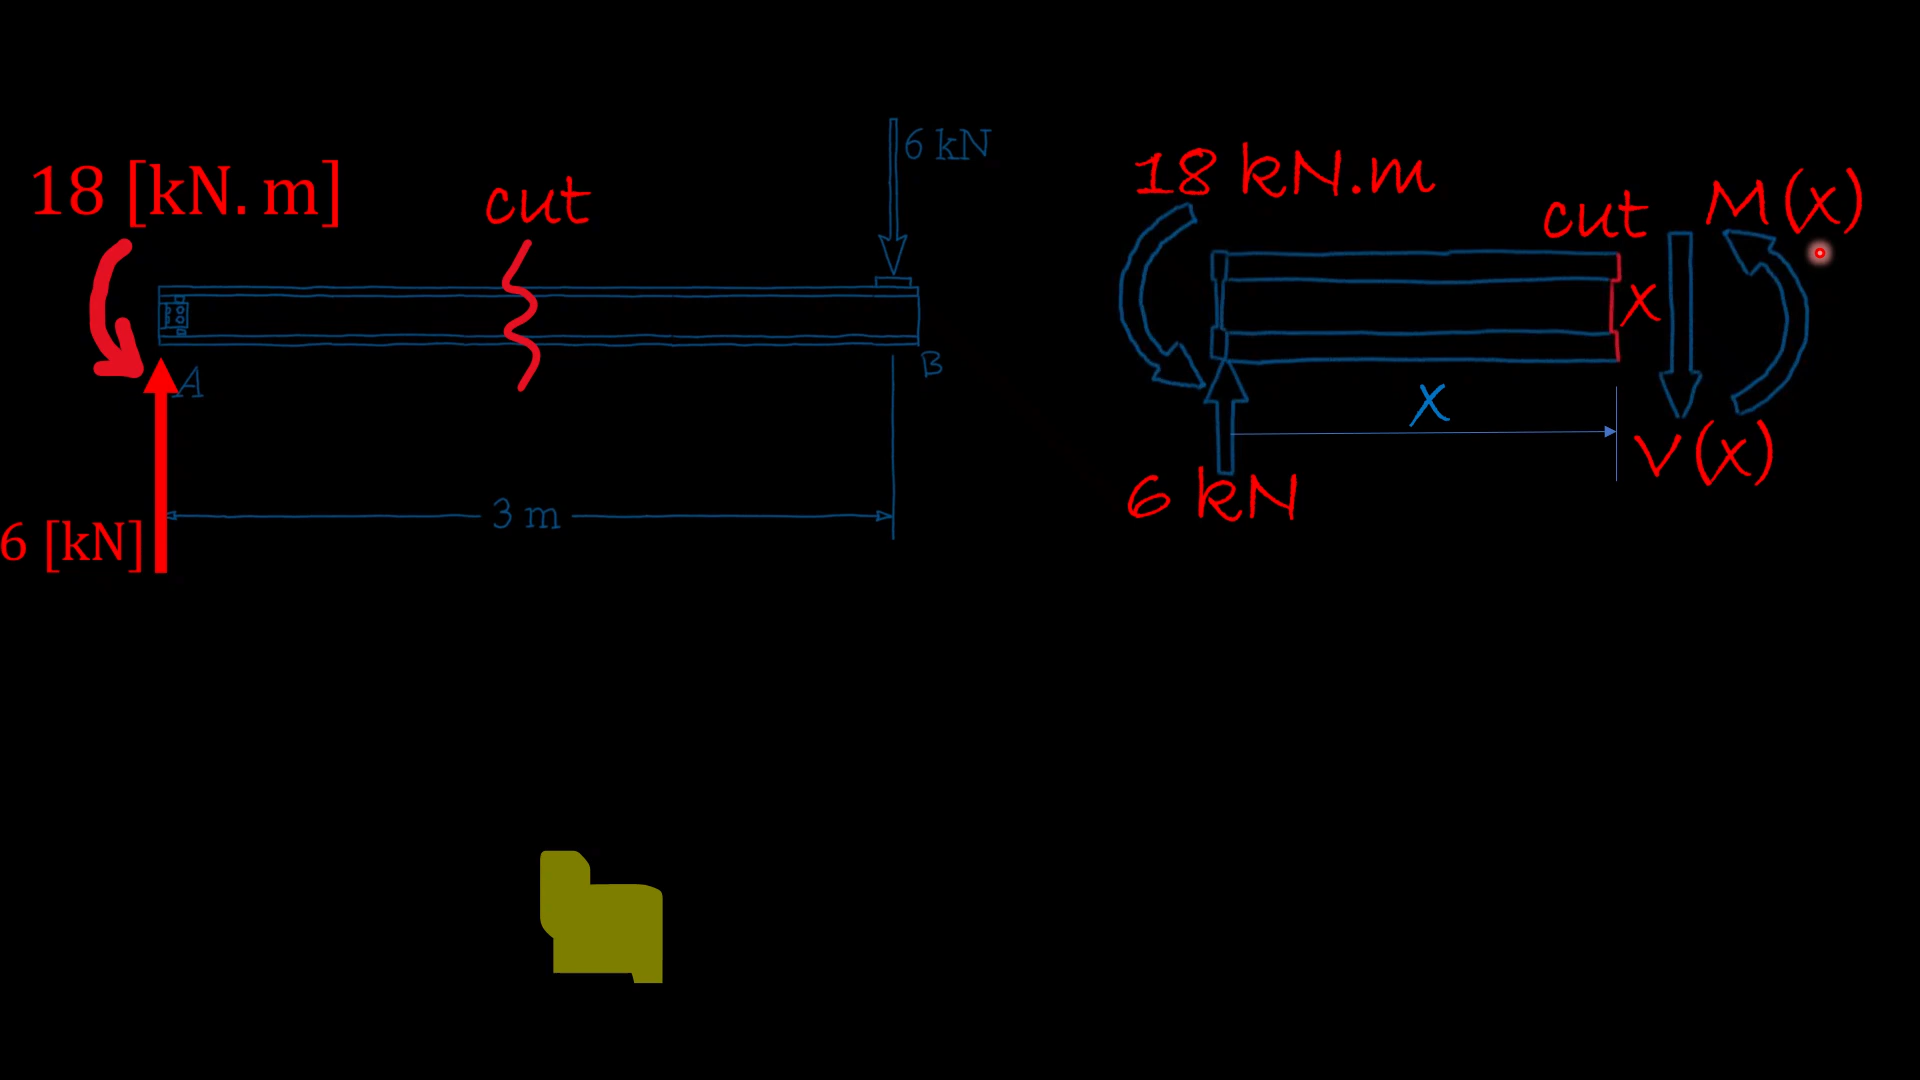 18 [kN. m]
cut
6 kN
A
B
3 m
6 [kN]
18 kN.m
cut
M(x)
x
x
V(x)
6 kN